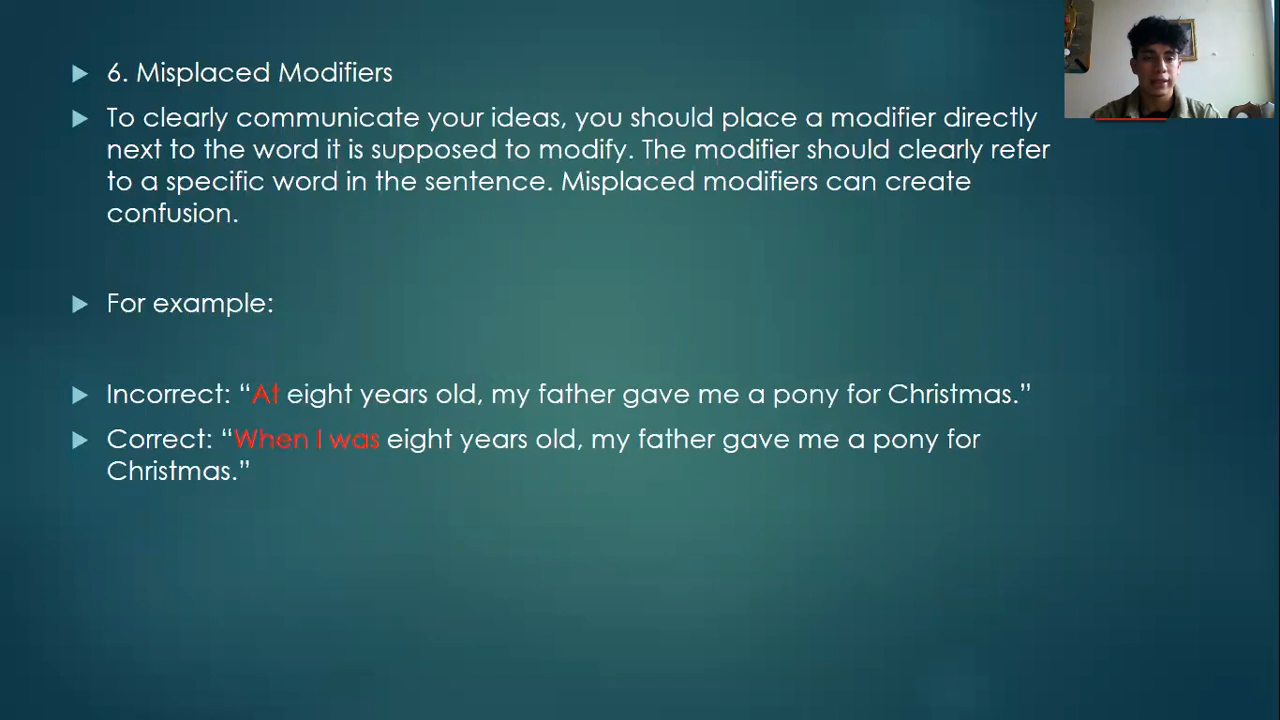 6. Misplaced Modifiers
To clearly communicate your ideas, you should place a modifier directly
next to the word it is supposed to modify. The modifier should clearly refer
to a specific word in the sentence. Misplaced modifiers can create
confusion.
For example:
Incorrect: “At eight years old, my father gave me a pony for Christmas.”
Correct: “When I was eight years old, my father gave me a pony for
Christmas.”